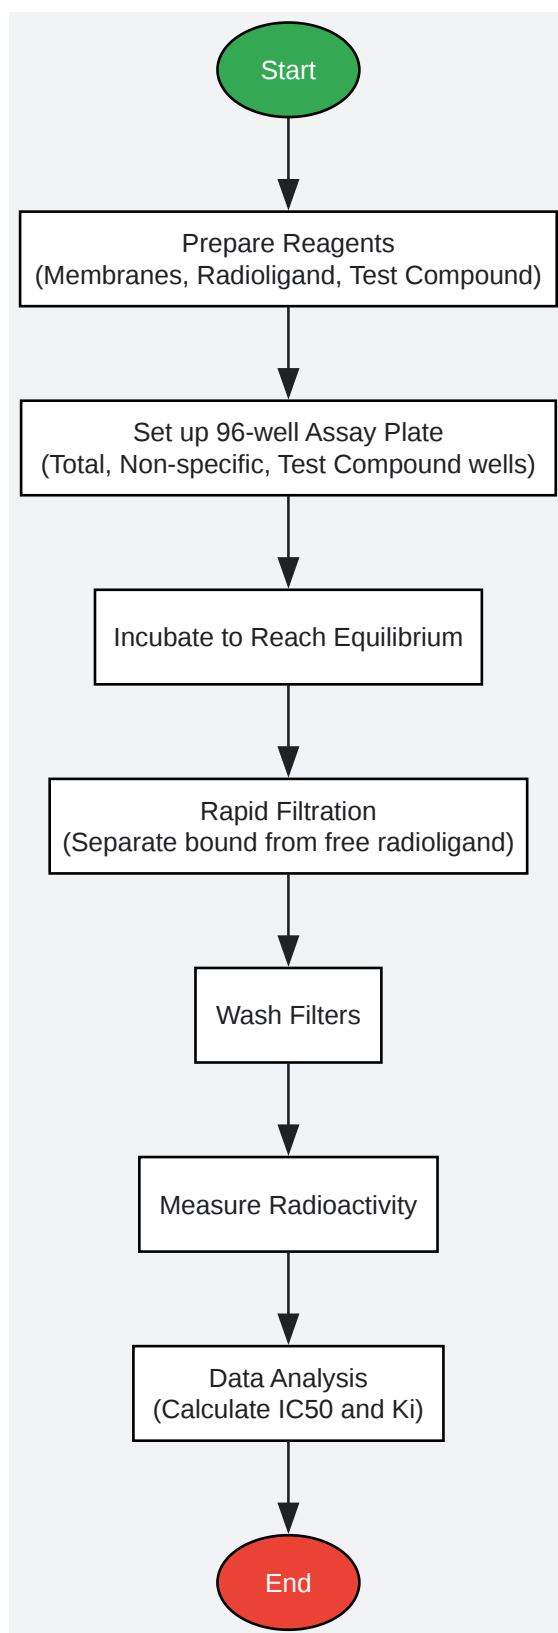 Start
Prepare Reagents
(Membranes, Radioligand, Test Compound)
Set up 96-well Assay Plate
(Total, Non-specific, Test Compound wells)
Incubate to Reach Equilibrium
Rapid Filtration
(Separate bound from free radioligand)
Wash Filters
Measure Radioactivity
Data Analysis
(Calculate IC50 and Ki)
End